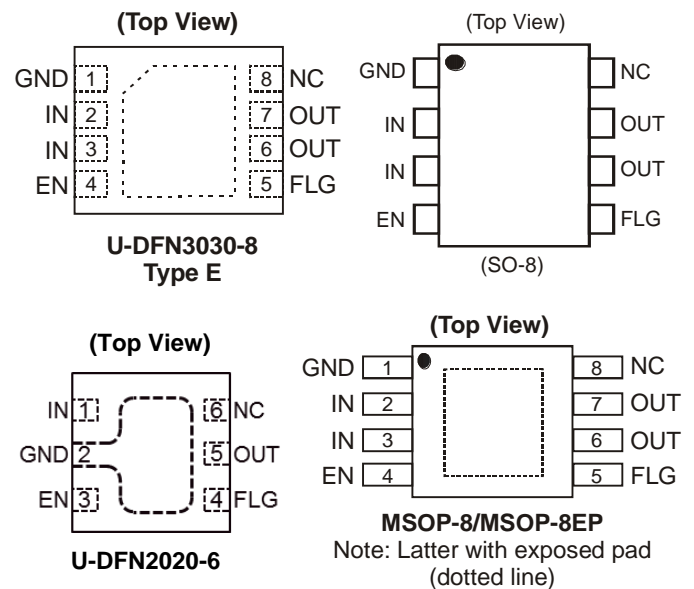 (Top View)
GND 1 8 NC
IN 2 7 OUT
IN 3 6 OUT
EN 4 5 FLG
U-DFN3030-8
Type E
(Top View)
GND NC
IN OUT
IN OUT
EN FLG
(SO-8)
(Top View)
IN 1 6 NC
GND 2 5 OUT
EN 3 4 FLG
U-DFN2020-6
(Top View)
GND 1 8 NC
IN 2 7 OUT
IN 3 6 OUT
EN 4 5 FLG
MSOP-8/MSOP-8EP
Note: Latter with exposed pad
(dotted line)